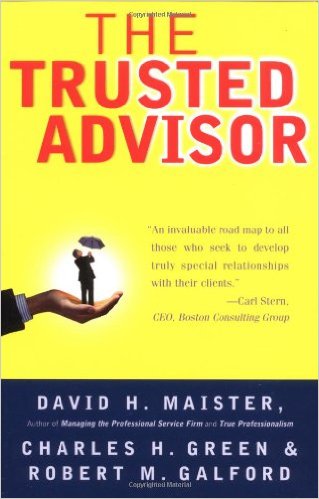 THE
TRUSTED
ADVISOR
"An invaluable road map to all
those who seek to develop
truly special relationships
with their clients."
—Carl Stern,
CEO, Boston Consulting Group
DAVID H. MAISTER,
Author of Managing the Professional Service Firm and True Professionalism
CHARLES H. GREEN &
ROBERT M. GALFORD